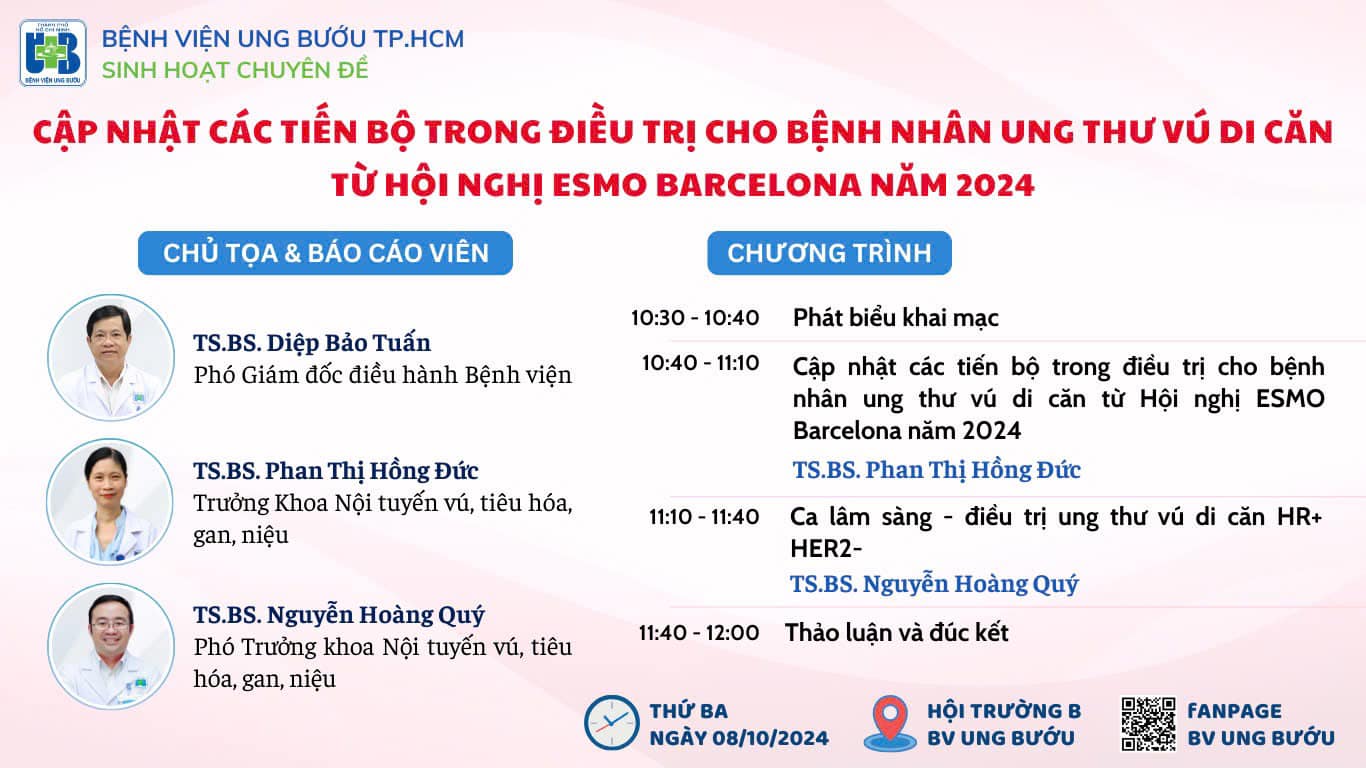 THÀNH PHỐ
HỒ CHÍ MINH
UB
BỆNH VIỆN UNG BƯỚU
BỆNH VIỆN UNG BƯỚU TP.HCM
SINH HOẠT CHUYÊN ĐỀ
CẬP NHẬT CÁC TIẾN BỘ TRONG ĐIỀU TRỊ CHO BỆNH NHÂN UNG THƯ VÚ DI CĂN
TỪ HỘI NGHỊ ESMO BARCELONA NĂM 2024
CHỦ TỌA & BÁO CÁO VIÊN
TS.BS. Diệp Bảo Tuấn
Phó Giám đốc điều hành Bệnh viện
TS.BS. Phan Thị Hồng Đức
Trưởng Khoa Nội tuyến vú, tiêu hóa,
gan, niệu
TS.BS. Nguyễn Hoàng Quý
Phó Trưởng khoa Nội tuyến vú, tiêu
hóa, gan, niệu
CHƯƠNG TRÌNH
10:30 - 10:40 Phát biểu khai mạc
10:40 - 11:10 Cập nhật các tiến bộ trong điều trị cho bệnh
nhân ung thư vú di căn từ Hội nghị ESMO
Barcelona năm 2024
TS.BS. Phan Thị Hồng Đức
11:10 - 11:40 Ca lâm sàng - điều trị ung thư vú di căn HR+
HER2-
TS.BS. Nguyễn Hoàng Quý
11:40 - 12:00 Thảo luận và đúc kết
THỨ BA
NGÀY 08/10/2024
HỘI TRƯỜNG B
BV UNG BƯỚU
fANPAGE
BV UNG BƯỚU